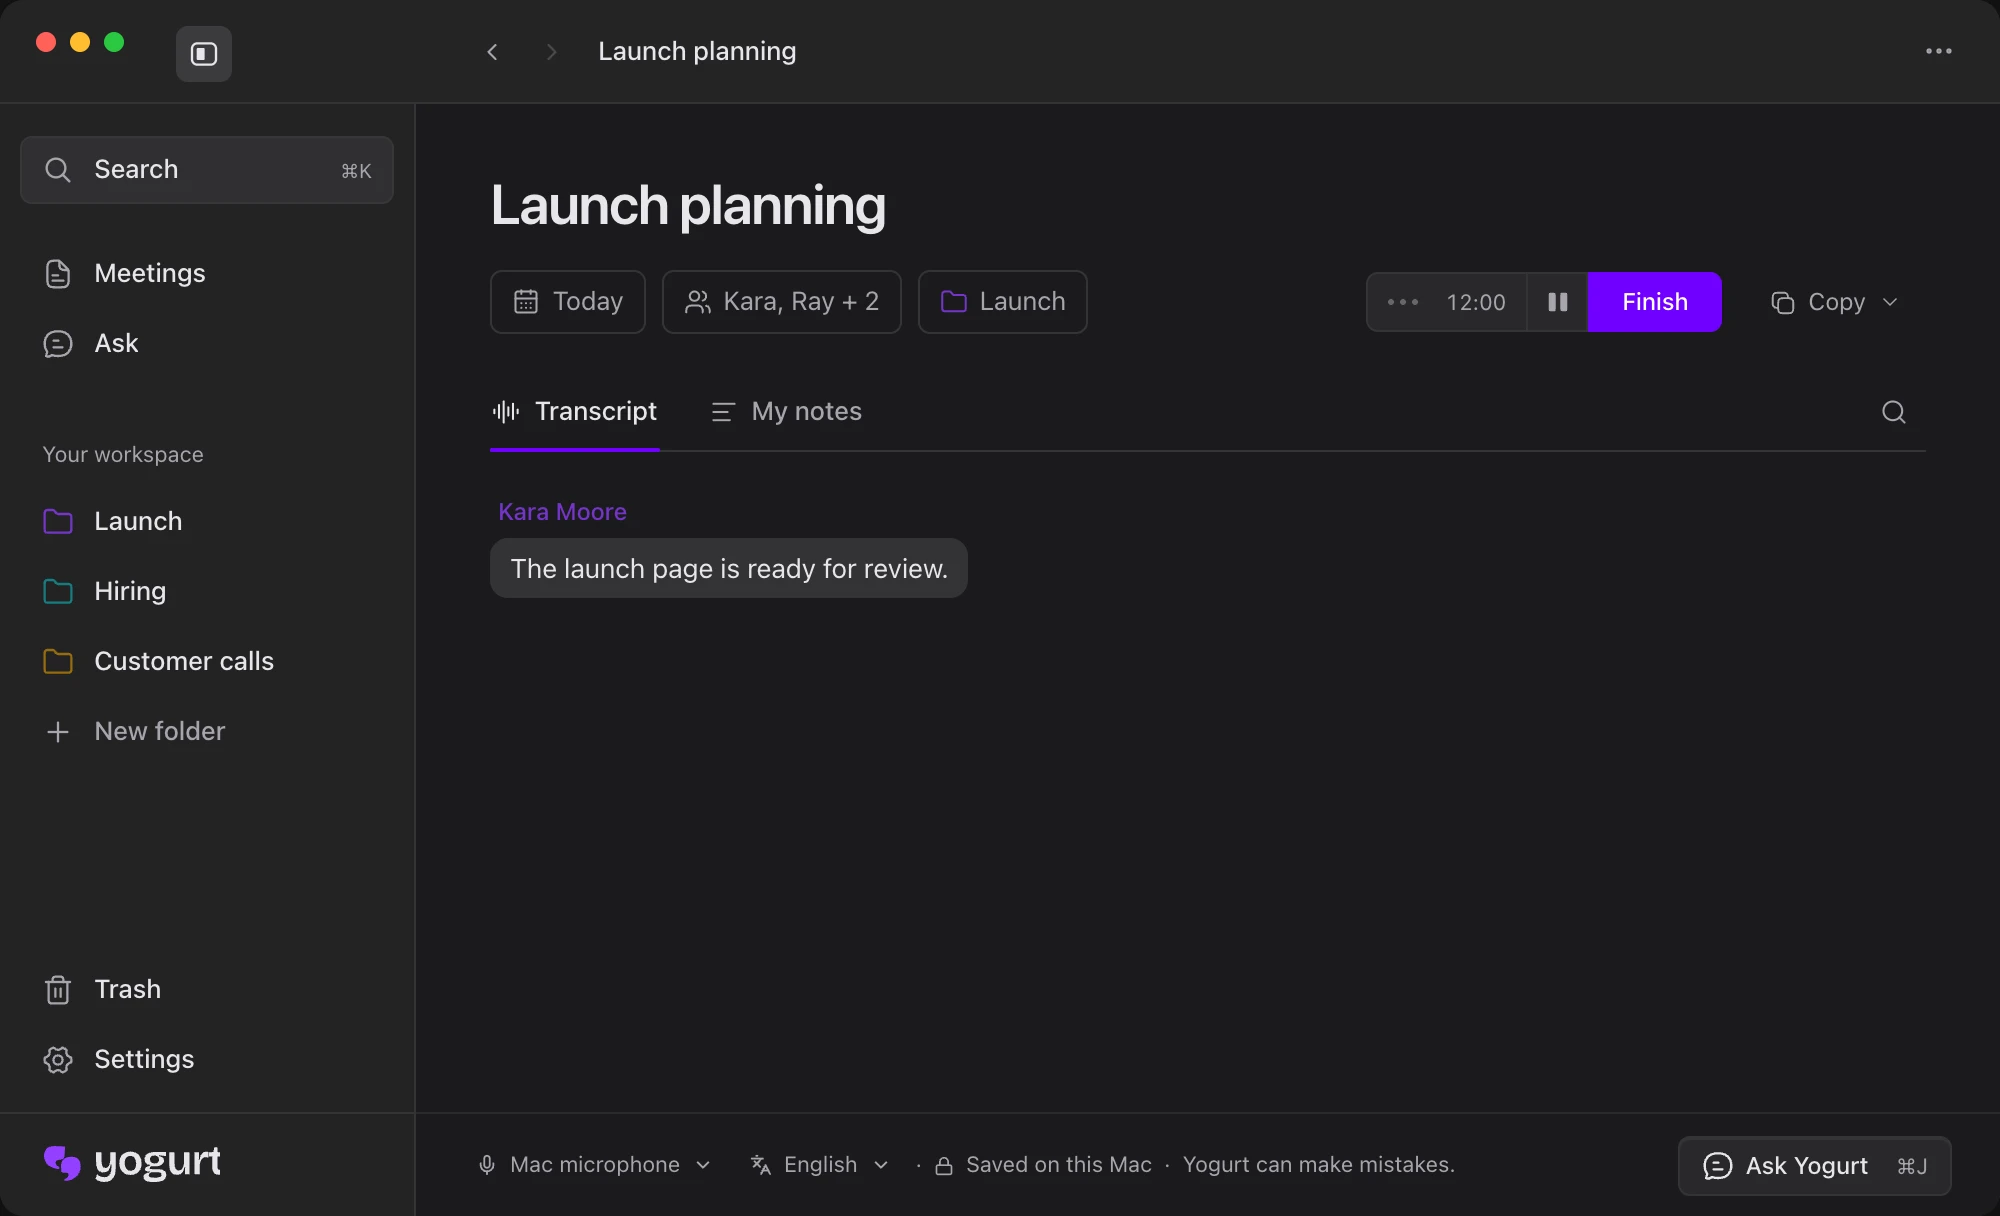 Launch planning
Search ⌘K
Meetings
Ask
Your workspace
Launch
Hiring
Customer calls
New folder
Trash
Settings
yogurt
Launch planning
Today
Kara, Ray + 2
Launch
12:00
Finish
Copy
Transcript
My notes
Kara Moore
The launch page is ready for review.
Mac microphone
English
· Saved on this Mac · Yogurt can make mistakes.
Ask Yogurt ⌘J